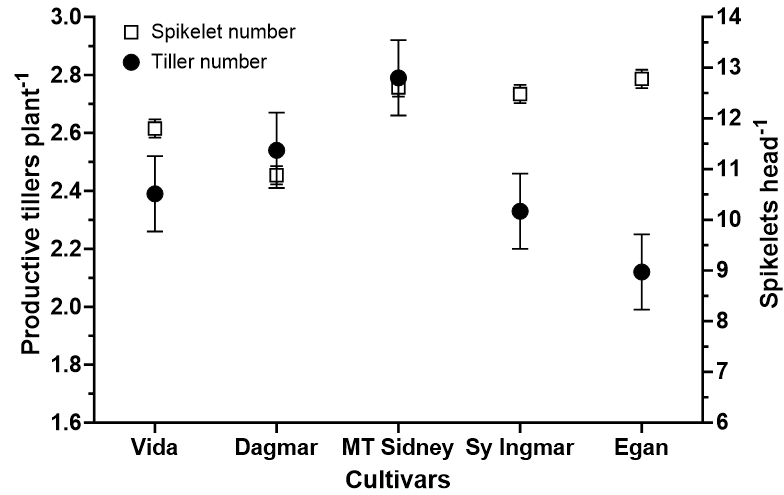 Spikelet number
Tiller number
Productive tillers plant-1
3.0
2.8
2.6
2.4
2.2
2.0
1.8
1.6
14
13
12
11
10
9
8
7
6
Spikelets head-1
Vida Dagmar MT Sidney Sy Ingmar Egan
Cultivars